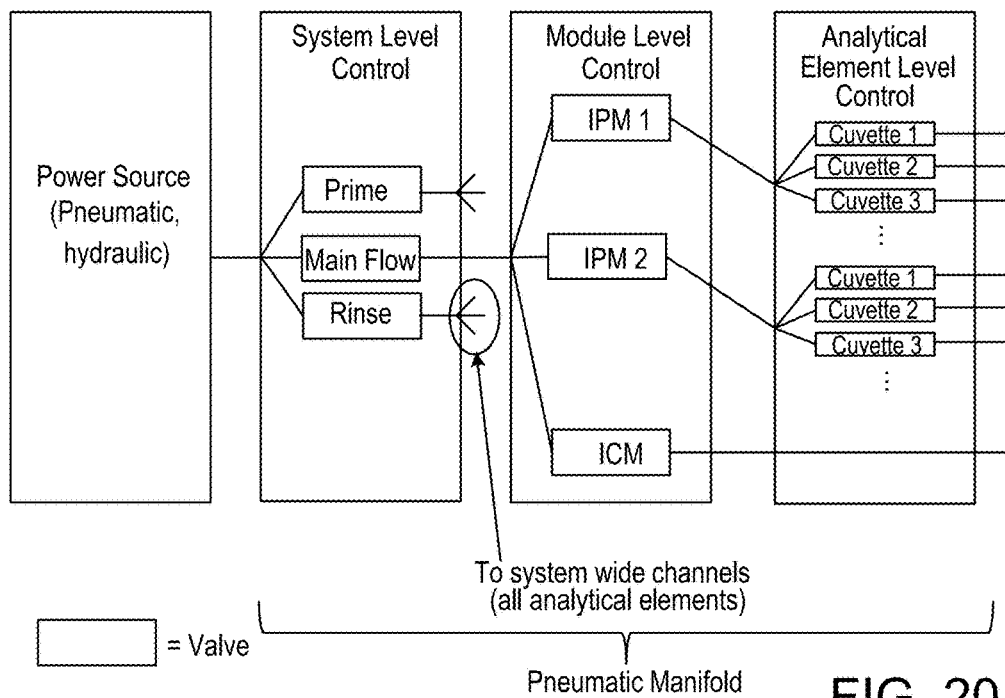 Power Source
(Pneumatic,
hydraulic)
System Level
Control
Prime
Main Flow
Rinse
Module Level
Control
IPM 1
IPM 2
ICM
Analytical
Element Level
Control
Cuvette 1
Cuvette 2
Cuvette 3
⋮
Cuvette 1
Cuvette 2
Cuvette 3
⋮
To system wide channels
(all analytical elements)
= Valve
Pneumatic Manifold
FIG. 20